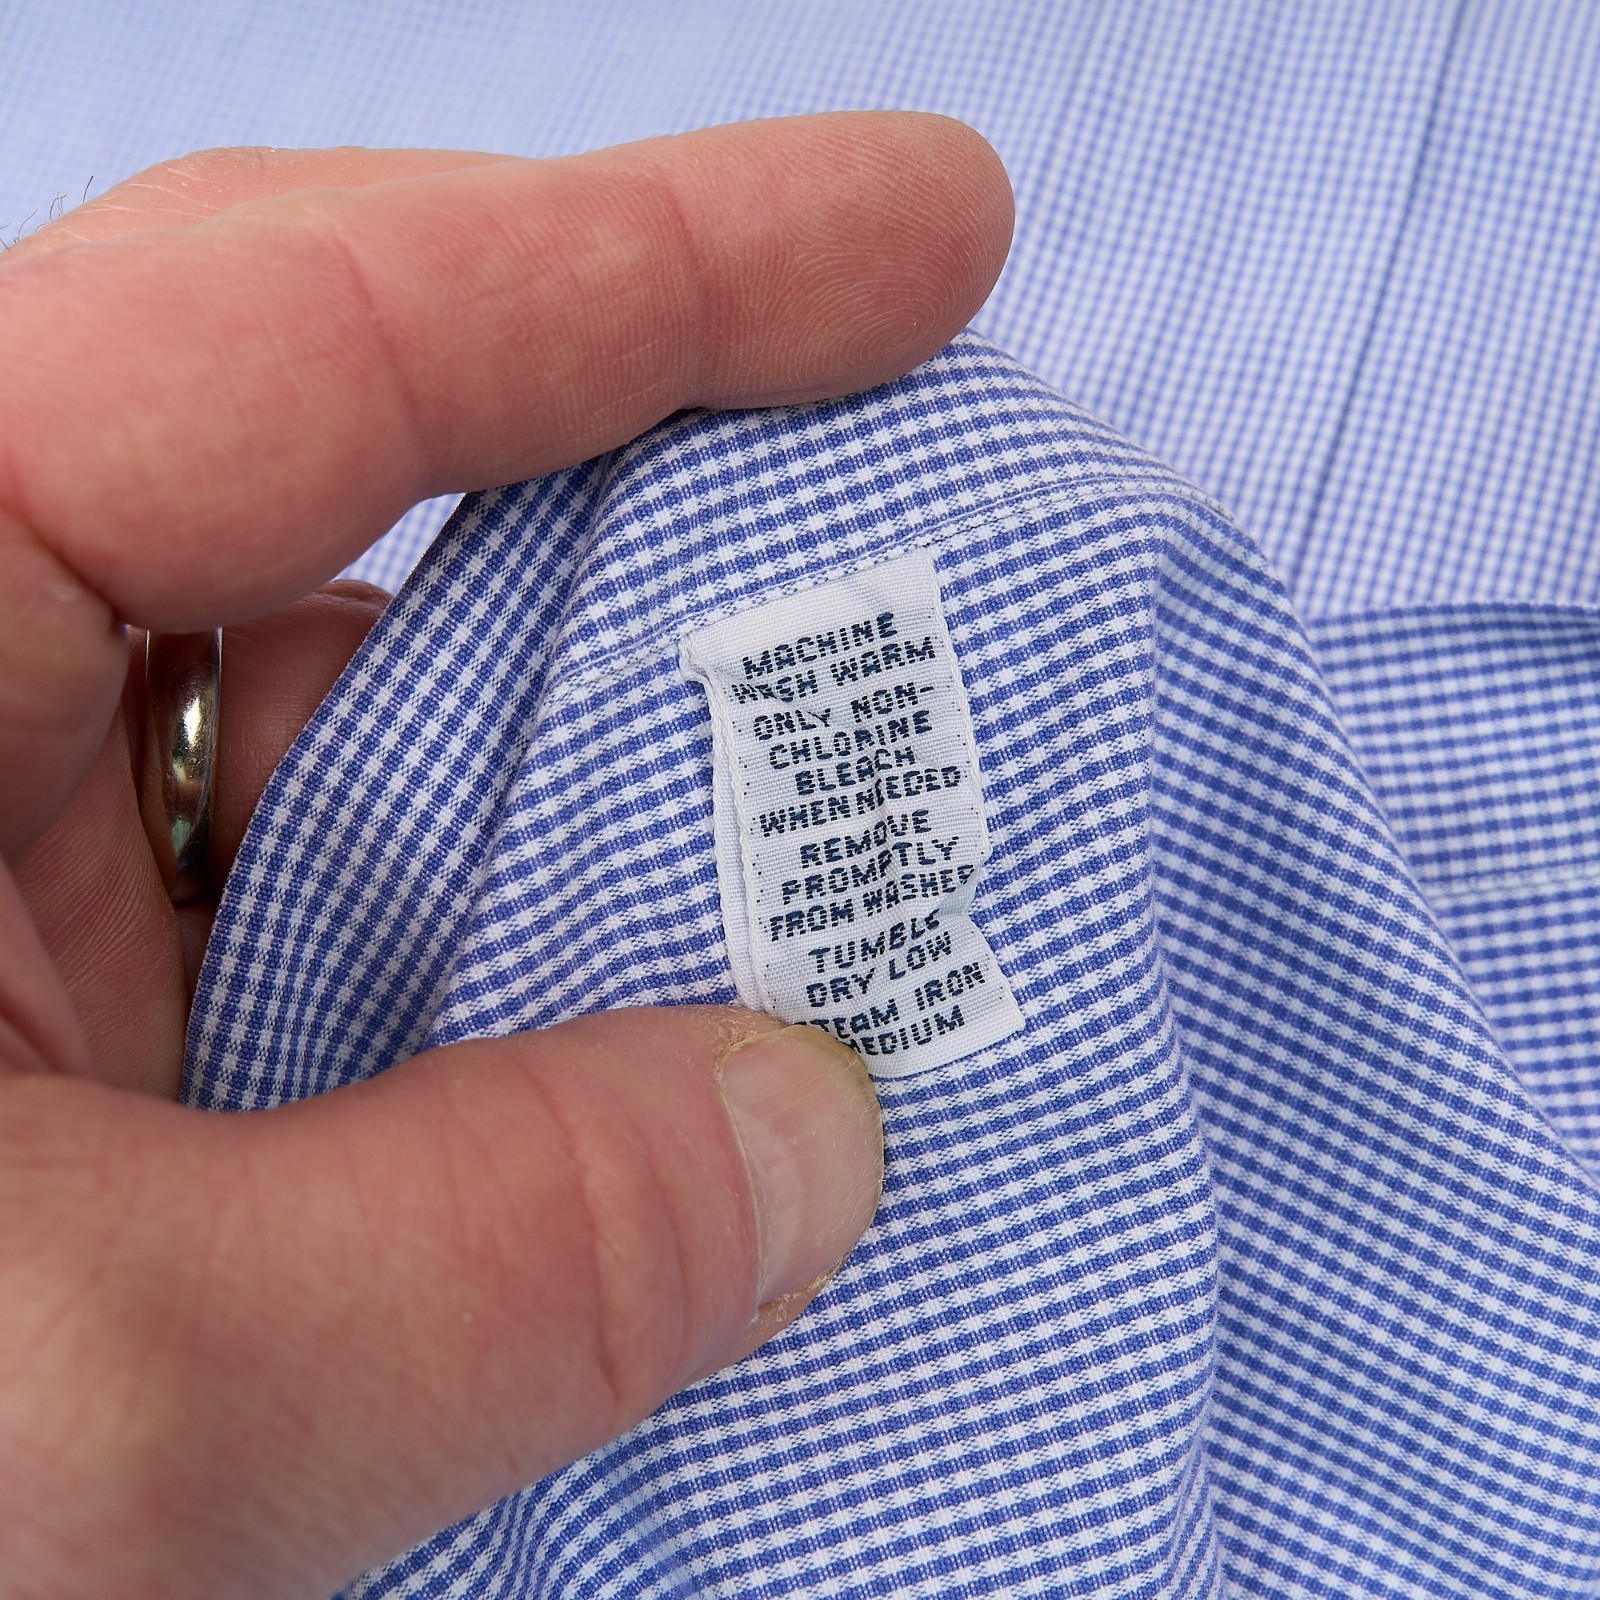 MACHINE
WASH WARM
ONLY NON-
CHLORINE
BLEACH
WHEN NEEDED
REMOVE
PROMPTLY
FROM WASHER
TUMBLE
DRY LOW
STEAM IRON
MEDIUM